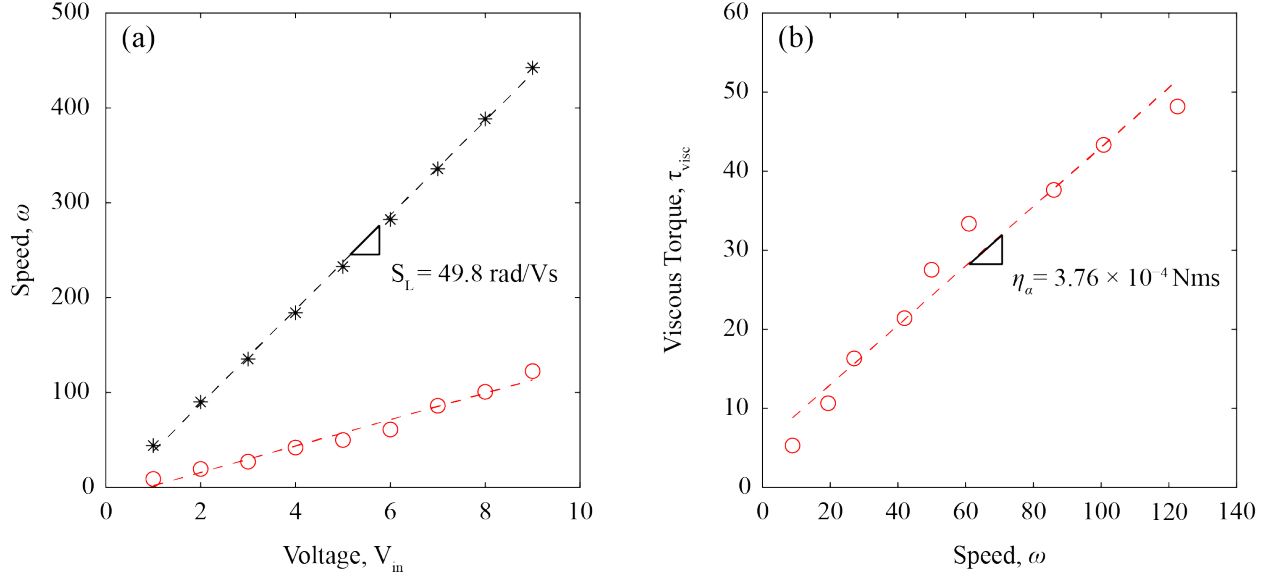 (a)
500
400
300
200
100
0
0 2 4 6 8 10
Speed, ω
Voltage, V_in
S_L = 49.8 rad/Vs
(b)
60
50
40
30
20
10
0
0 20 40 60 80 100 120 140
Viscous Torque, τ_visc
Speed, ω
η_a= 3.76 × 10⁻⁴ Nms